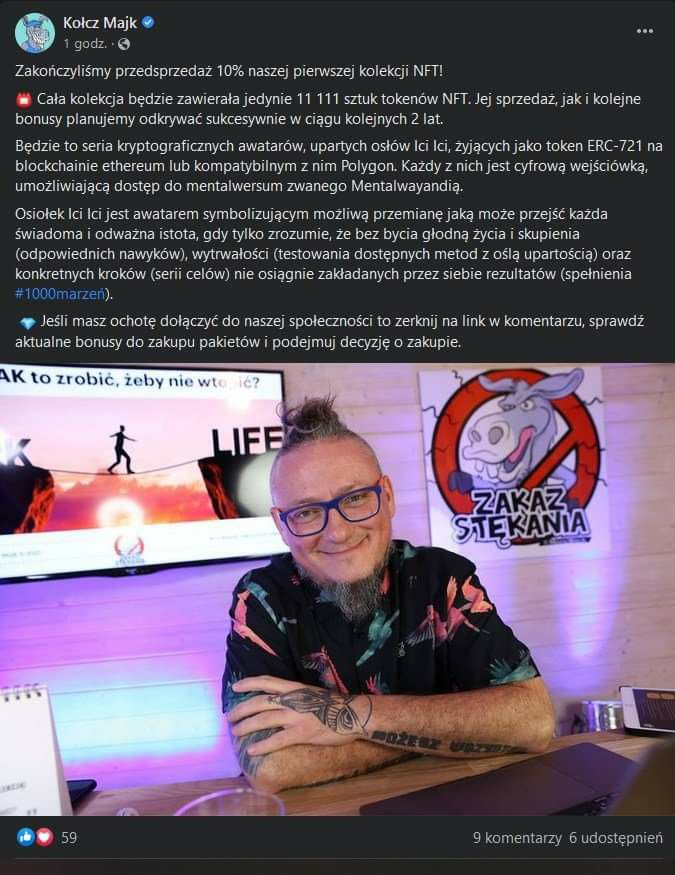 Kołcz Majk
1 godz. ·
Zakończyliśmy przedsprzedaż 10% naszej pierwszej kolekcji NFT!
Cała kolekcja będzie zawierała jedynie 11 111 sztuk tokenów NFT. Jej sprzedaż, jak i kolejne
bonusy planujemy odkrywać sukcesywnie w ciągu kolejnych 2 lat.
Będzie to seria kryptograficznych awatarów, upartych osłów Ici Ici, żyjących jako token ERC-721 na
blockchainie ethereum lub kompatybilnym z nim Polygon. Każdy z nich jest cyfrową wejściówką,
umożliwiającą dostęp do mentalwersum zwanego Mentalwayandią.
Osiołek Ici Ici jest awatarem symbolizującym możliwą przemianę jaką może przejść każda
świadoma i odważna istota, gdy tylko zrozumie, że bez bycia głodną życia i skupienia
(odpowiednich nawyków), wytrwałości (testowania dostępnych metod z oślą upartością) oraz
konkretnych kroków (serii celów) nie osiągnie zakładanych przez siebie rezultatów (spełnienia
#1000marzeń).
Jeśli masz ochotę dołączyć do naszej społeczności to zerknij na link w komentarzu, sprawdź
aktualne bonusy do zakupu pakietów i podejmuj decyzję o zakupie.
AK to zrobić, żeby nie wtopić?
K LIFE
ZAKAZ
STĘKANIA
MOŻESZ
59
9 komentarzy 6 udostępnień